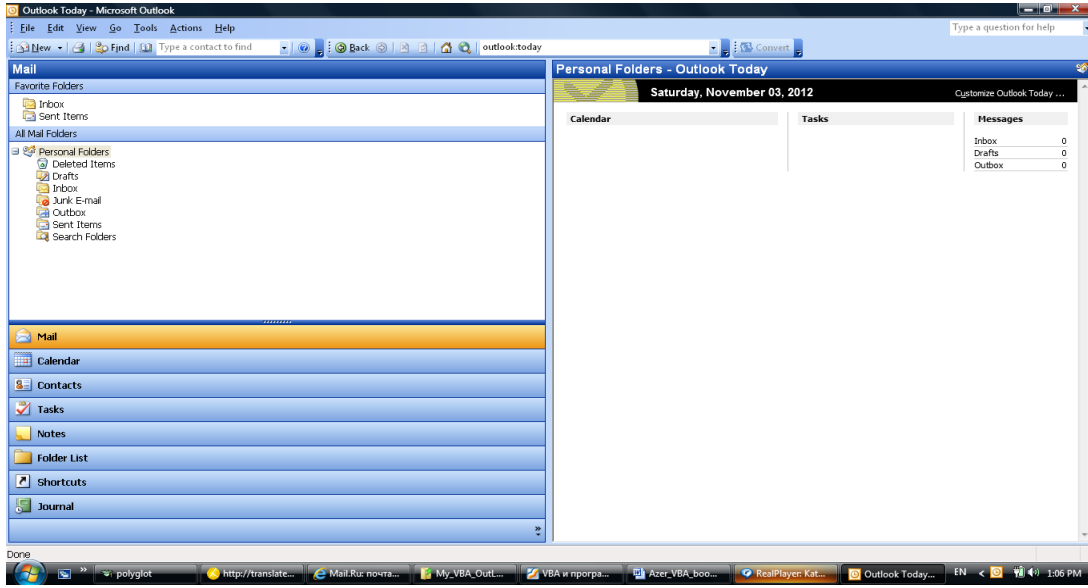 Outlook Today - Microsoft Outlook
File Edit View Go Tools Actions Help Type a question for help
New Find Type a contact to find Back outlook:today Convert
Mail
Favorite Folders
Inbox
Sent Items
All Mail Folders
Personal Folders
Deleted Items
Drafts
Inbox
Junk E-mail
Outbox
Sent Items
Search Folders
Mail
Calendar
Contacts
Tasks
Notes
Folder List
Shortcuts
Journal
Personal Folders - Outlook Today
Saturday, November 03, 2012 Customize Outlook Today ...
Calendar Tasks Messages
Inbox 0
Drafts 0
Outbox 0
Done
polyglot http://translate... Mail.Ru: почта... My_VBA_OutL... VBA и програ... Azer_VBA_boo... RealPlayer: Kat... Outlook Today... EN 1:06 PM